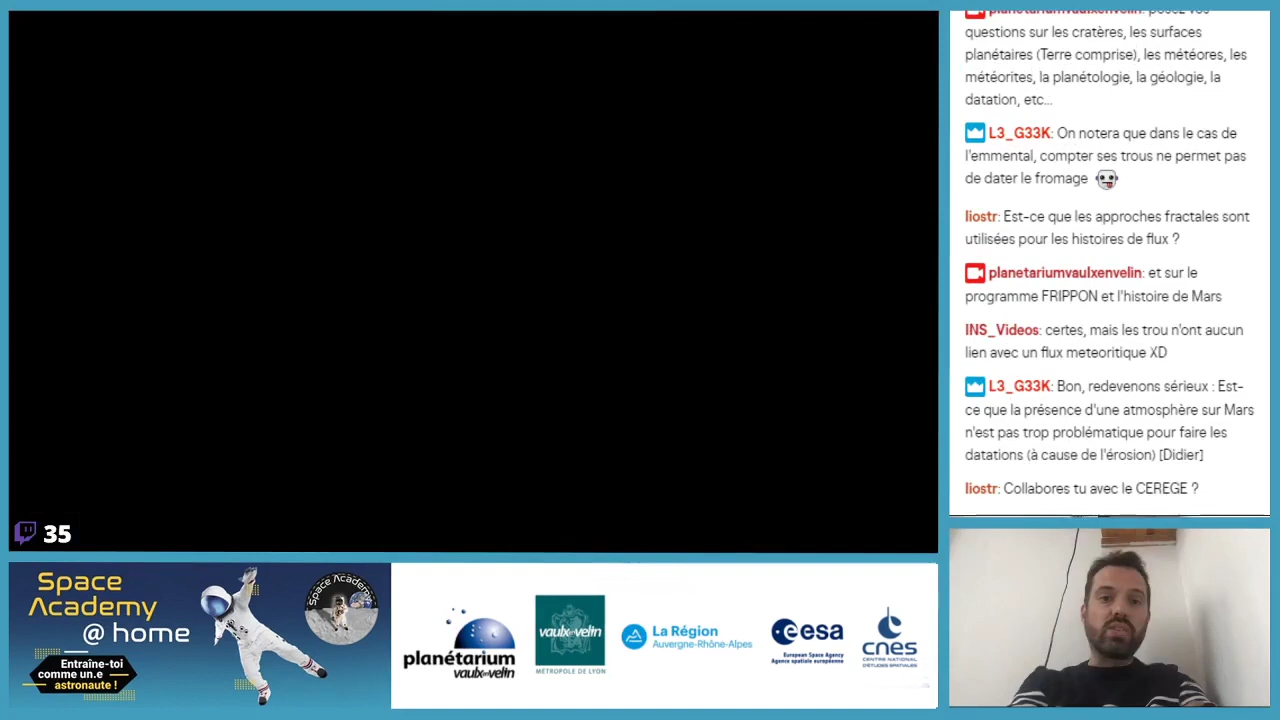 planetariumvaulxenvelin: posez vos
questions sur les cratères, les surfaces
planétaires (Terre comprise), les météores, les
météorites, la planétologie, la géologie, la
datation, etc...
L3_G33K: On notera que dans le cas de
l'emmental, compter ses trous ne permet pas
de dater le fromage
liostr: Est-ce que les approches fractales sont
utilisées pour les histoires de flux ?
planetariumvaulxenvelin: et sur le
programme FRIPPON et l'histoire de Mars
INS_Videos: certes, mais les trou n'ont aucun
lien avec un flux meteoritique XD
L3_G33K: Bon, redevenons sérieux : Est-
ce que la présence d'une atmosphère sur Mars
n'est pas trop problématique pour faire les
datations (à cause de l'érosion) [Didier]
liostr: Collabores tu avec le CEREGE ?
35
Space
Academy
@ home
Entraîne-toi
comme un.e
astronaute !
Space Academy
planétarium
vaulx en velin
vaulx-en-velin
MÉTROPOLE DE LYON
La Région
Auvergne-Rhône-Alpes
esa
European Space Agency
Agence spatiale européenne
cnes
CENTRE NATIONAL
D'ÉTUDES SPATIALES